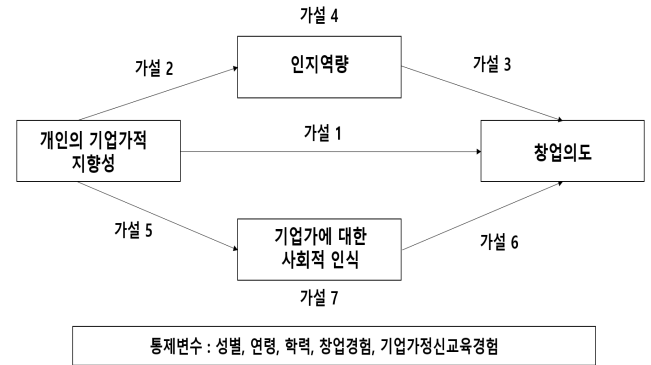 가설 4
인지역량
가설 2
가설 3
개인의 기업가적
지향성
가설 1
창업의도
가설 5
기업가에 대한
사회적 인식
가설 6
가설 7
통제변수 : 성별, 연령, 학력, 창업경험, 기업가정신교육경험